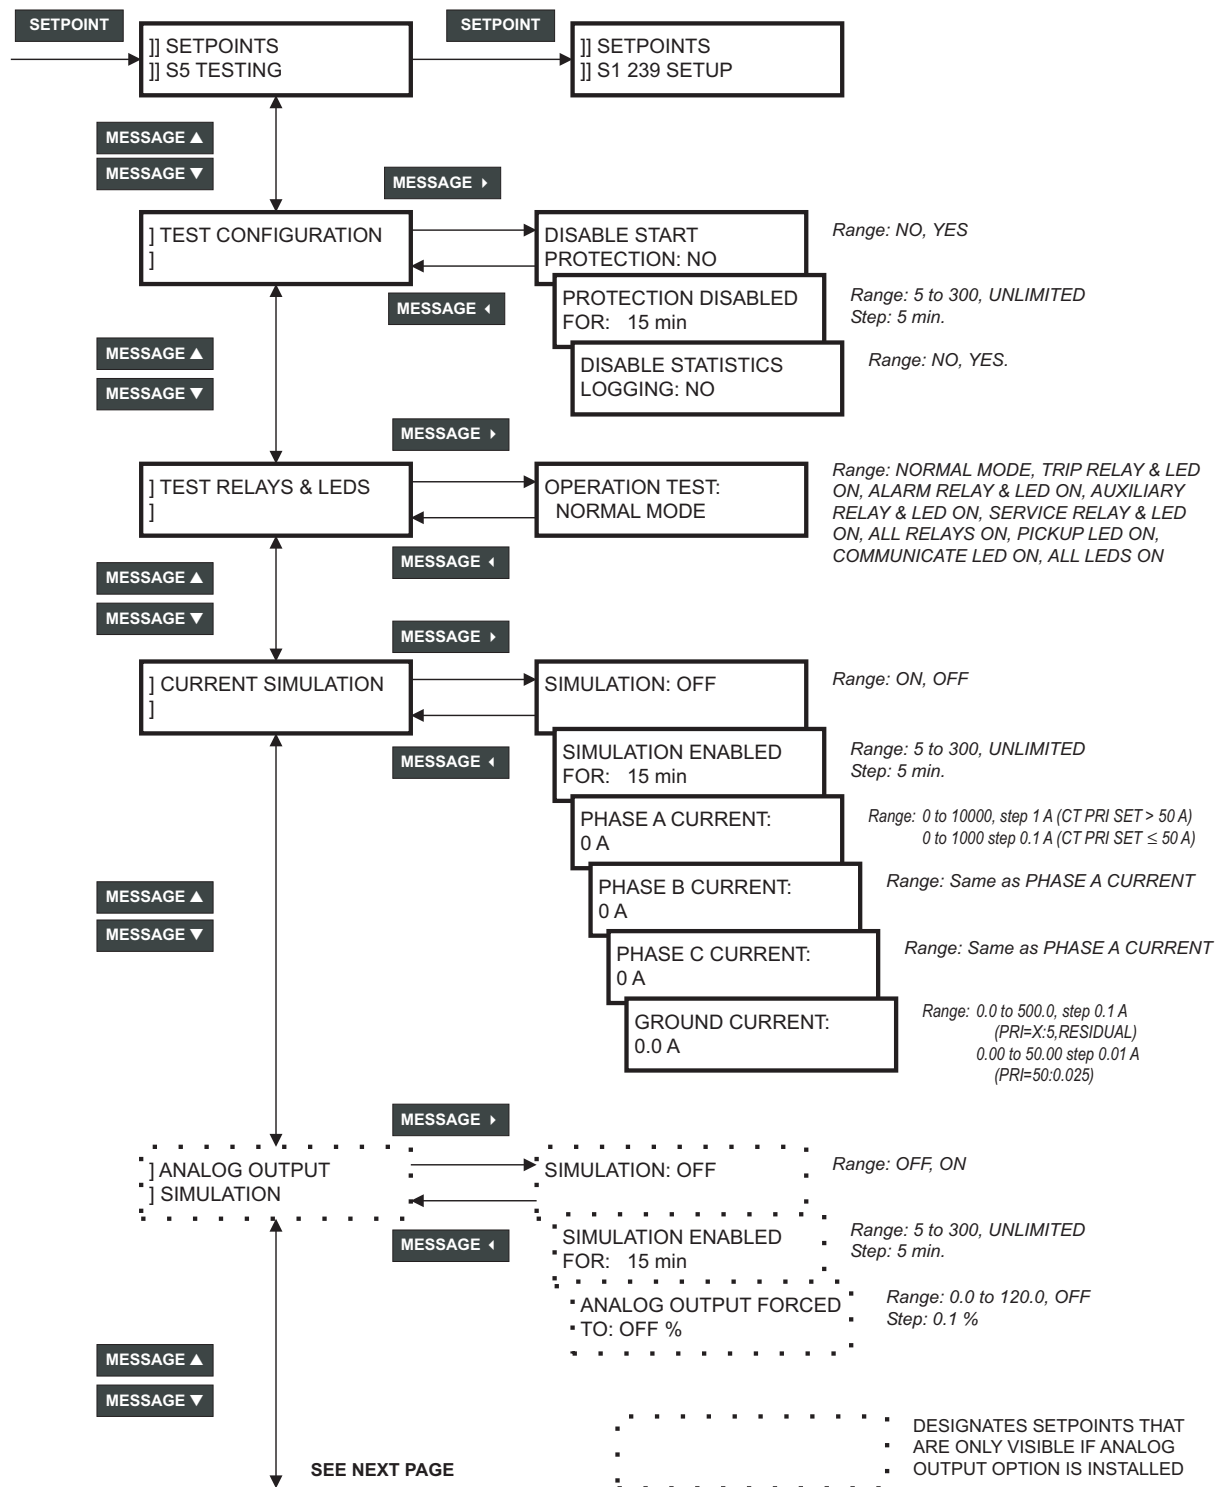 SETPOINT
SETPOINT
]] SETPOINTS
]] S5 TESTING
]] SETPOINTS
]] S1 239 SETUP
MESSAGE ▲
MESSAGE ▼
MESSAGE ▸
] TEST CONFIGURATION
]
DISABLE START
PROTECTION: NO
Range: NO, YES
MESSAGE ◂
PROTECTION DISABLED
FOR: 15 min
Range: 5 to 300, UNLIMITED
Step: 5 min.
MESSAGE ▲
MESSAGE ▼
DISABLE STATISTICS
LOGGING: NO
Range: NO, YES.
MESSAGE ▸
] TEST RELAYS & LEDS
]
OPERATION TEST:
NORMAL MODE
Range: NORMAL MODE, TRIP RELAY & LED
ON, ALARM RELAY & LED ON, AUXILIARY
RELAY & LED ON, SERVICE RELAY & LED
ON, ALL RELAYS ON, PICKUP LED ON,
COMMUNICATE LED ON, ALL LEDS ON
MESSAGE ◂
MESSAGE ▲
MESSAGE ▼
MESSAGE ▸
] CURRENT SIMULATION
]
SIMULATION: OFF
Range: ON, OFF
MESSAGE ◂
SIMULATION ENABLED
FOR: 15 min
Range: 5 to 300, UNLIMITED
Step: 5 min.
PHASE A CURRENT:
0 A
Range: 0 to 10000, step 1 A (CT PRI SET > 50 A)
0 to 1000 step 0.1 A (CT PRI SET ≤ 50 A)
MESSAGE ▲
MESSAGE ▼
PHASE B CURRENT:
0 A
Range: Same as PHASE A CURRENT
PHASE C CURRENT:
0 A
Range: Same as PHASE A CURRENT
GROUND CURRENT:
0.0 A
Range: 0.0 to 500.0, step 0.1 A
(PRI=X:5,RESIDUAL)
0.00 to 50.00 step 0.01 A
(PRI=50:0.025)
MESSAGE ▸
] ANALOG OUTPUT
] SIMULATION
SIMULATION: OFF
Range: OFF, ON
MESSAGE ◂
SIMULATION ENABLED
FOR: 15 min
Range: 5 to 300, UNLIMITED
Step: 5 min.
ANALOG OUTPUT FORCED
TO: OFF %
Range: 0.0 to 120.0, OFF
Step: 0.1 %
MESSAGE ▲
MESSAGE ▼
SEE NEXT PAGE
DESIGNATES SETPOINTS THAT
ARE ONLY VISIBLE IF ANALOG
OUTPUT OPTION IS INSTALLED